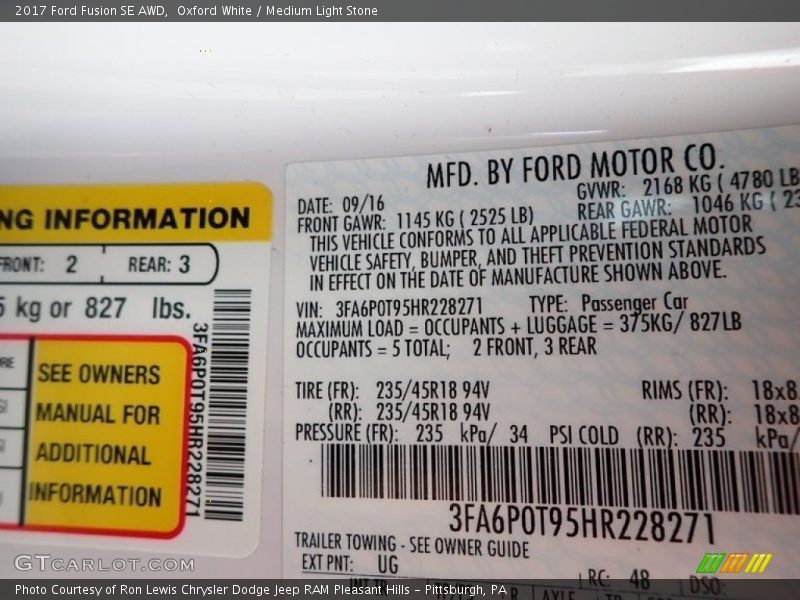 2017 Ford Fusion SE AWD, Oxford White / Medium Light Stone
NG INFORMATION
FRONT: 2 REAR: 3
5 kg or 827 lbs.
SEE OWNERS
MANUAL FOR
ADDITIONAL
INFORMATION
3FA6P0T95HR228271
MFD. BY FORD MOTOR CO.
DATE: 09/16 GVWR: 2168 KG ( 4780 LB
FRONT GAWR: 1145 KG ( 2525 LB) REAR GAWR: 1046 KG ( 23
THIS VEHICLE CONFORMS TO ALL APPLICABLE FEDERAL MOTOR
VEHICLE SAFETY, BUMPER, AND THEFT PREVENTION STANDARDS
IN EFFECT ON THE DATE OF MANUFACTURE SHOWN ABOVE.
VIN: 3FA6P0T95HR228271 TYPE: Passenger Car
MAXIMUM LOAD = OCCUPANTS + LUGGAGE = 375KG/ 827LB
OCCUPANTS = 5 TOTAL; 2 FRONT, 3 REAR
TIRE (FR): 235/45R18 94V RIMS (FR): 18x8.
(RR): 235/45R18 94V (RR): 18x8.
PRESSURE (FR): 235 kPa/ 34 PSI COLD (RR): 235 kPa/
3FA6P0T95HR228271
TRAILER TOWING - SEE OWNER GUIDE
EXT PNT: UG RC: 48 DSO:
GTCARLOT.COM
Photo Courtesy of Ron Lewis Chrysler Dodge Jeep RAM Pleasant Hills – Pittsburgh, PA